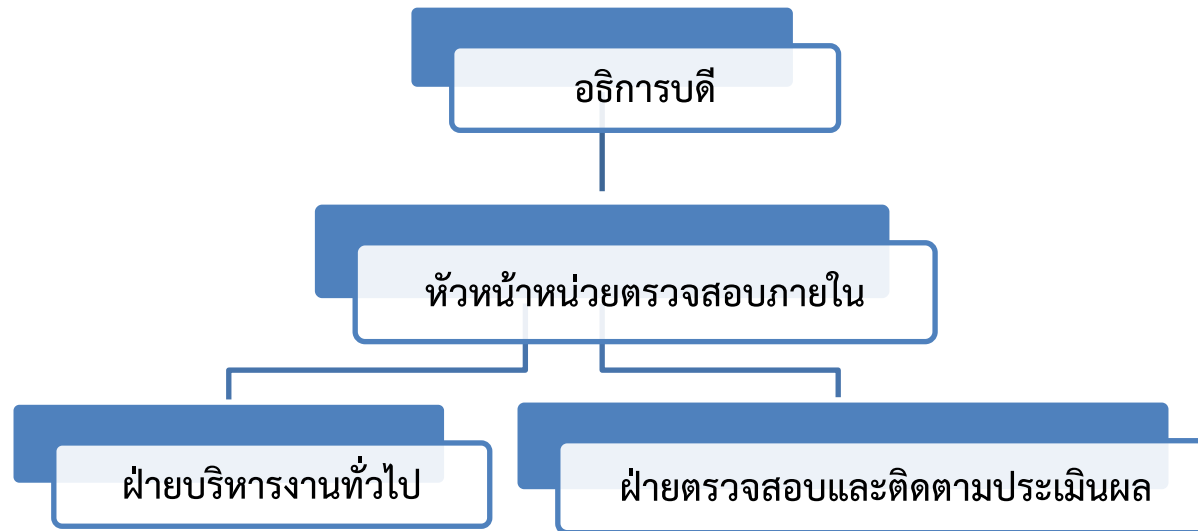 อธิการบดี
หัวหน้าหน่วยตรวจสอบภายใน
ฝ่ายบริหารงานทั่วไป
ฝ่ายตรวจสอบและติดตามประเมินผล